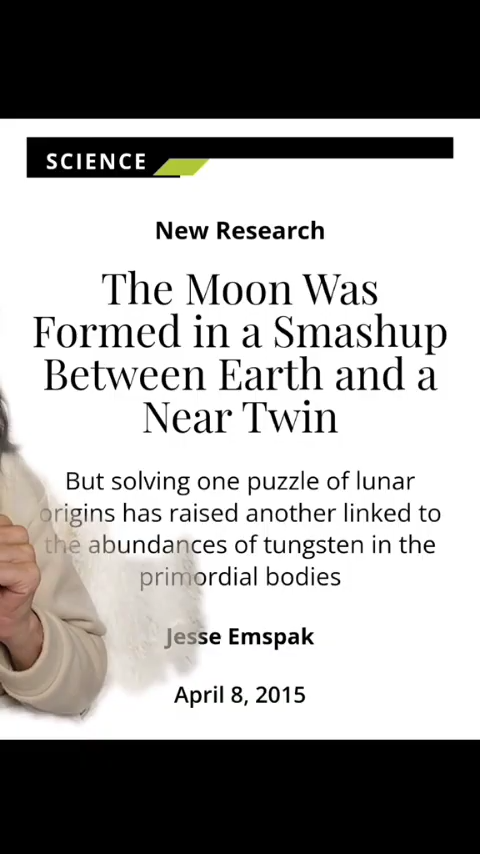 SCIENCE
New Research
The Moon Was
Formed in a Smashup
Between Earth and a
Near Twin
But solving one puzzle of lunar
origins has raised another linked to
the abundances of tungsten in the
primordial bodies
Jesse Emspak
April 8, 2015